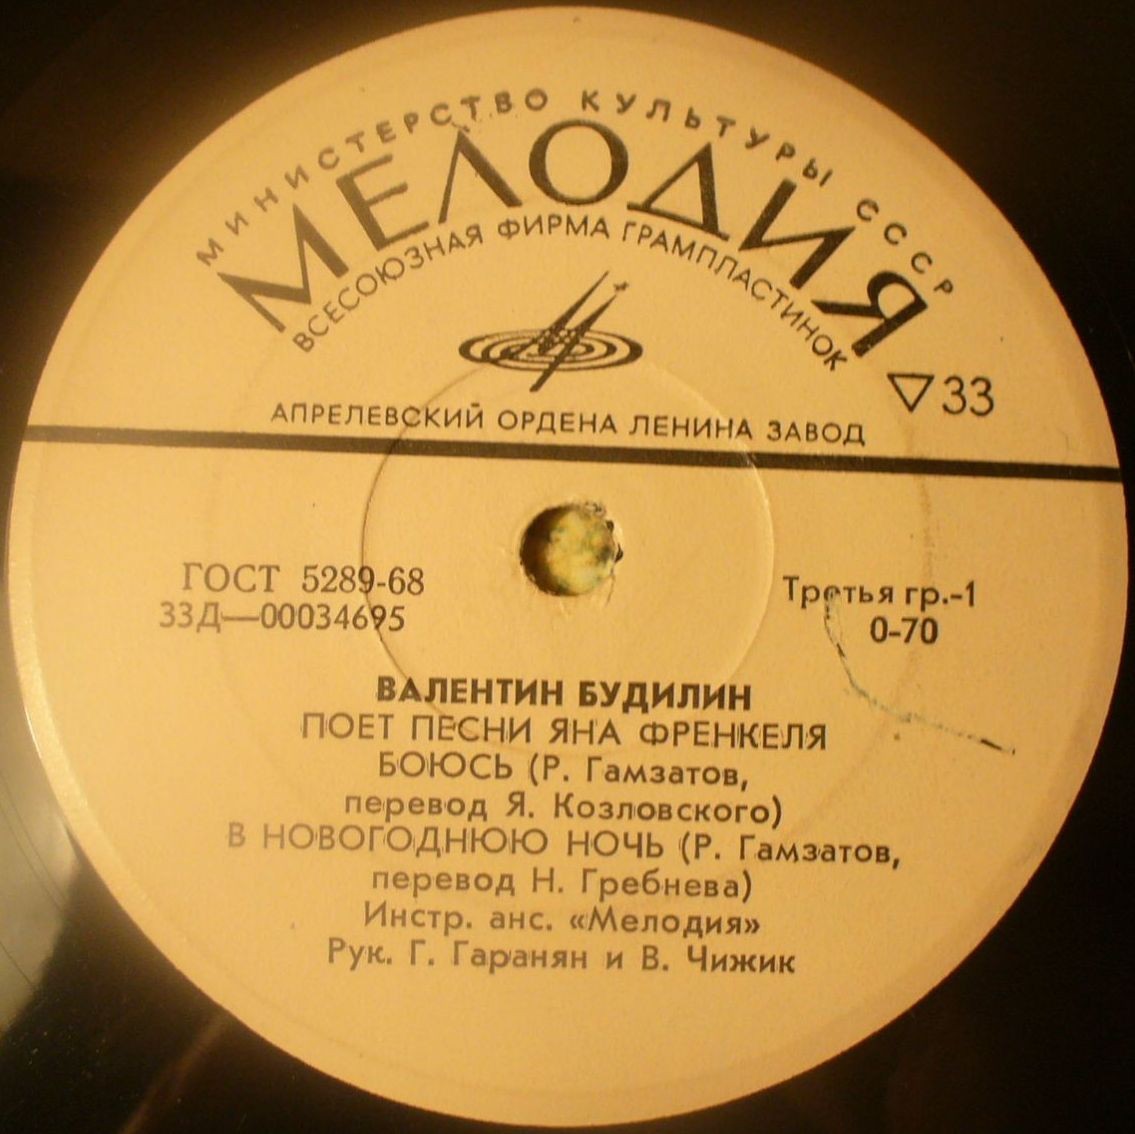 МИНИСТЕРСТВО КУЛЬТУРЫ СССР
МЕЛОДИЯ
ВСЕСОЮЗНАЯ ФИРМА ГРАМПЛАСТИНОК
▽33
АПРЕЛЕВСКИЙ ОРДЕНА ЛЕНИНА ЗАВОД
ГОСТ 5289-68
33Д—00034695
Третья гр.-1
0-70
ВАЛЕНТИН БУДИЛИН
ПОЕТ ПЕСНИ ЯНА ФРЕНКЕЛЯ
БОЮСЬ (Р. Гамзатов,
перевод Я. Козловского)
В НОВОГОДНЮЮ НОЧЬ (Р. Гамзатов,
перевод Н. Гребнева)
Инстр. анс. «Мелодия»
Рук. Г. Гаранян и В. Чижик